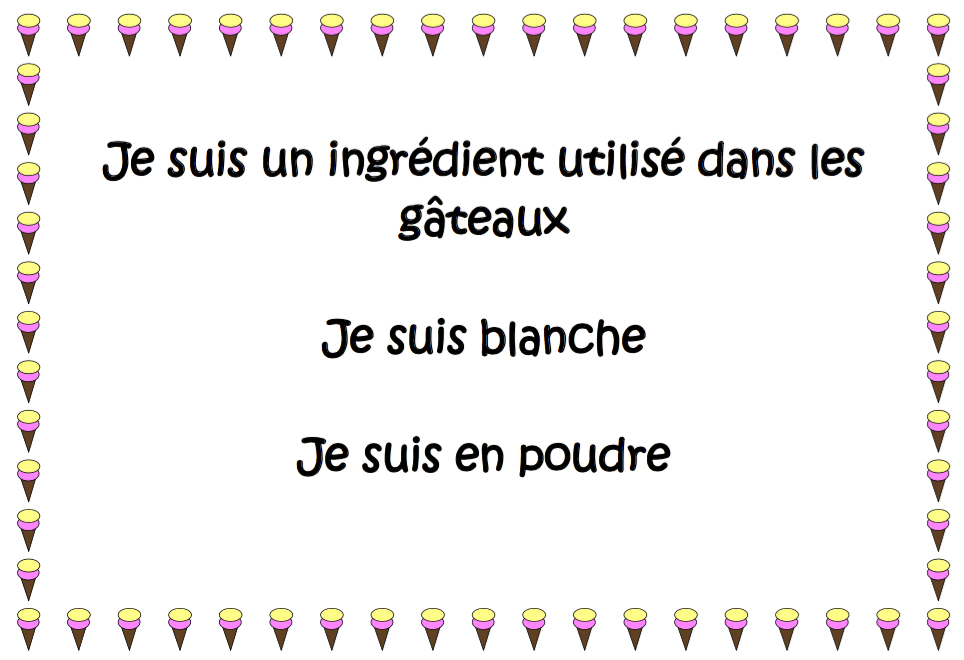 Je suis un ingrédient utilisé dans les
gâteaux
Je suis blanche
Je suis en poudre